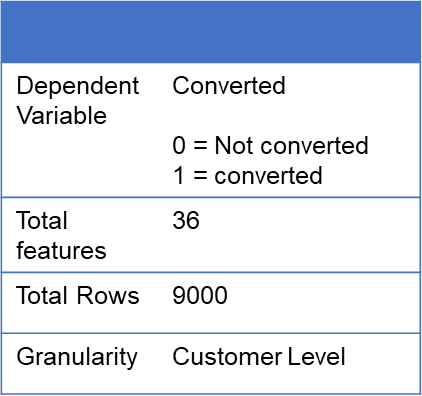 Dependent Variable Converted
0 = Not converted
1 = converted
Total features 36
Total Rows 9000
Granularity Customer Level